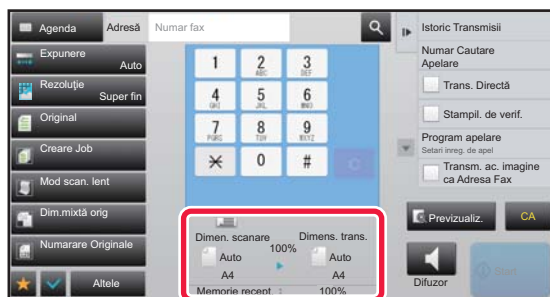 Agenda
Adresă
Numar fax
Expunere
Auto
Rezoluţie
Super fin
Original
Creare Job
Mod scan. lent
Dim.mixtă orig
Numarare Originale
Altele
1
2 ABC
3 DEF
4 GHI
5 JKL
6 MNO
7 PQRS
8 TUV
9 WXYZ
0
#
Dimen. scanare
100%
Dimens. trans.
Auto
Auto
A4
A4
Memorie recept. :
100%
Istoric Transmisii
Numar Cautare
Apelare
Trans. Directă
Stampil. de verif.
Program apelare
Setari inreg. de apel
Transm. ac. imagine
ca Adresa Fax
Previzualiz.
CA
Difuzor
Start